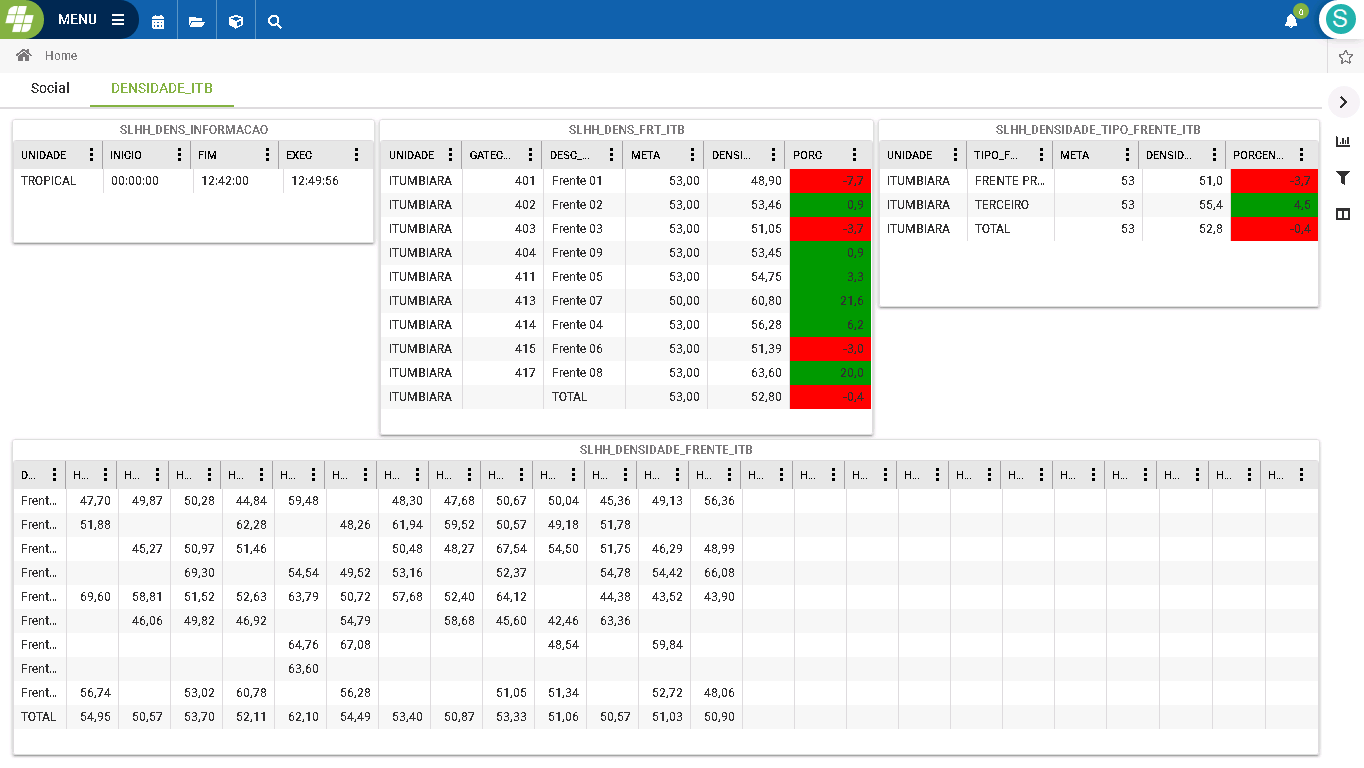 MENU
0
S
Home
Social DENSIDADE_ITB
SLHH_DENS_INFORMACAO
UNIDADE INICIO FIM EXEC
TROPICAL 00:00:00 12:42:00 12:49:56
SLHH_DENS_FRT_ITB
UNIDADE GATEC... DESC_... META DENSI... PORC
ITUMBIARA 401 Frente 01 53,00 48,90 -7,7
ITUMBIARA 402 Frente 02 53,00 53,46 0,9
ITUMBIARA 403 Frente 03 53,00 51,05 -3,7
ITUMBIARA 404 Frente 09 53,00 53,45 0,9
ITUMBIARA 411 Frente 05 53,00 54,75 3,3
ITUMBIARA 413 Frente 07 50,00 60,80 21,6
ITUMBIARA 414 Frente 04 53,00 56,28 6,2
ITUMBIARA 415 Frente 06 53,00 51,39 -3,0
ITUMBIARA 417 Frente 08 53,00 63,60 20,0
ITUMBIARA TOTAL 53,00 52,80 -0,4
SLHH_DENSIDADE_TIPO_FRENTE_ITB
UNIDADE TIPO_F... META DENSID... PORCEN...
ITUMBIARA FRENTE PR... 53 51,0 -3,7
ITUMBIARA TERCEIRO 53 55,4 4,5
ITUMBIARA TOTAL 53 52,8 -0,4
SLHH_DENSIDADE_FRENTE_ITB
D... H... H... H... H... H... H... H... H... H... H... H... H... H... H... H... H... H... H... H... H... H... H... H... H...
Frent... 47,70 49,87 50,28 44,84 59,48 48,30 47,68 50,67 50,04 45,36 49,13 56,36
Frent... 51,88 62,28 48,26 61,94 59,52 50,57 49,18 51,78
Frent... 45,27 50,97 51,46 50,48 48,27 67,54 54,50 51,75 46,29 48,99
Frent... 69,30 54,54 49,52 53,16 52,37 54,78 54,42 66,08
Frent... 69,60 58,81 51,52 52,63 63,79 50,72 57,68 52,40 64,12 44,38 43,52 43,90
Frent... 46,06 49,82 46,92 54,79 58,68 45,60 42,46 63,36
Frent... 64,76 67,08 48,54 59,84
Frent... 63,60
Frent... 56,74 53,02 60,78 56,28 51,05 51,34 52,72 48,06
TOTAL 54,95 50,57 53,70 52,11 62,10 54,49 53,40 50,87 53,33 51,06 50,57 51,03 50,90